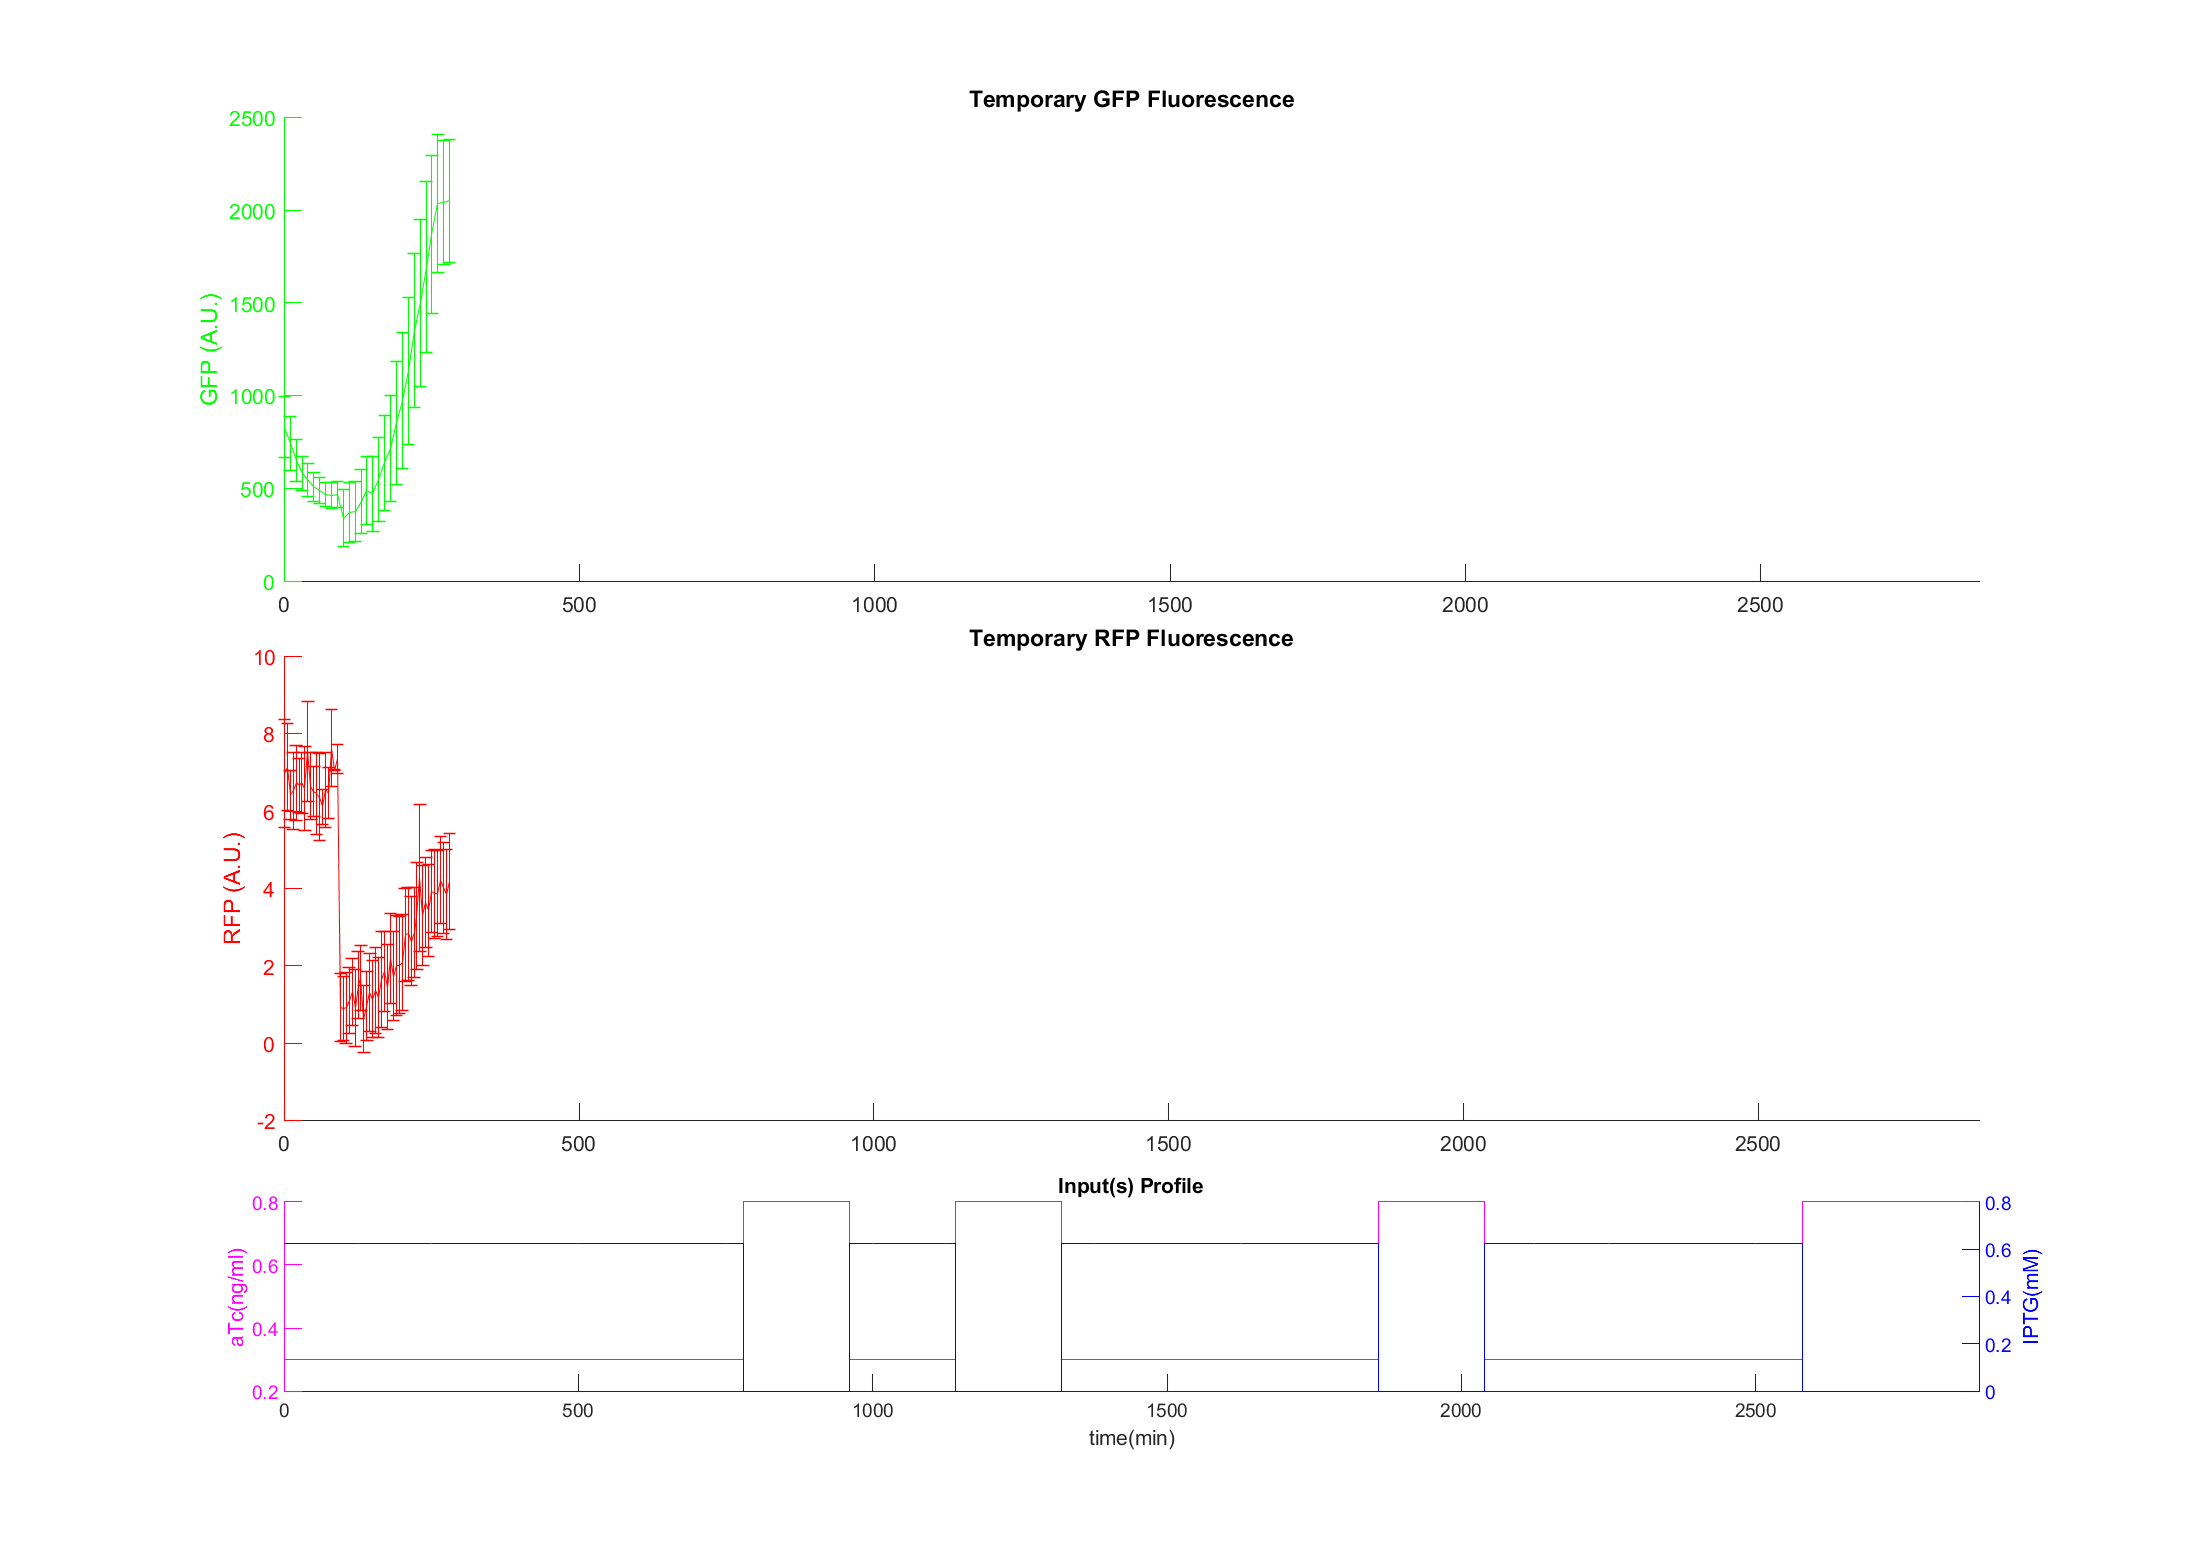 Temporary GFP Fluorescence
2500
2000
1500
1000
500
0
GFP (A.U.)
0 500 1000 1500 2000 2500
Temporary RFP Fluorescence
10
8
6
4
2
0
-2
RFP (A.U.)
0 500 1000 1500 2000 2500
Input(s) Profile
0.8
0.6
0.4
0.2
aTc(ng/ml)
0.8
0.6
0.4
0.2
0
IPTG(mM)
0 500 1000 1500 2000 2500
time(min)